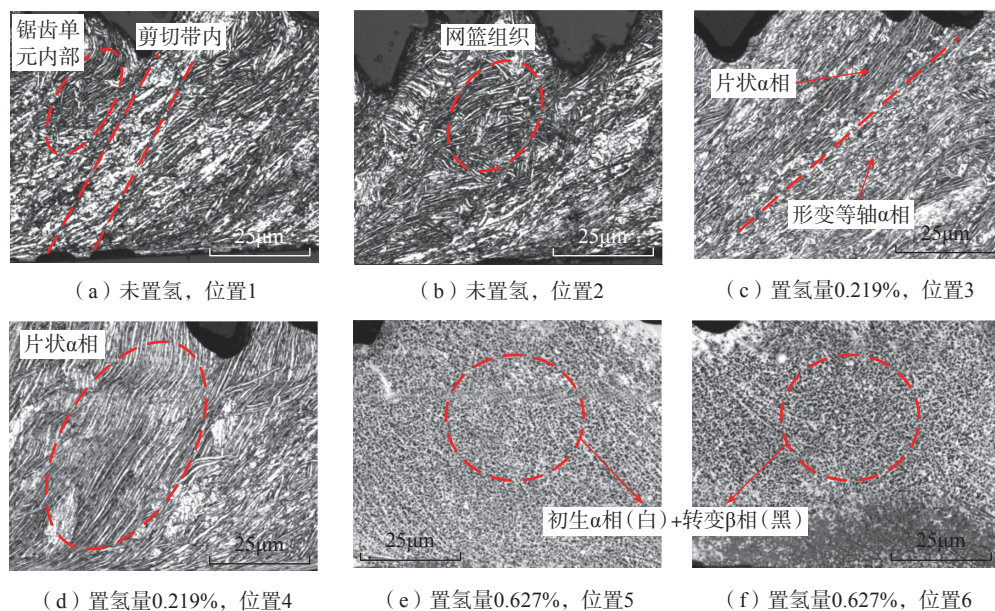 锯齿单
元内部
剪切带内
25μm
(a)未置氢，位置1
网篮组织
25μm
(b)未置氢，位置2
片状α相
形变等轴α相
25μm
(c)置氢量0.219%，位置3
片状α相
25μm
(d)置氢量0.219%，位置4
初生α相(白)+转变β相(黑)
25μm
(e)置氢量0.627%，位置5
25μm
(f)置氢量0.627%，位置6